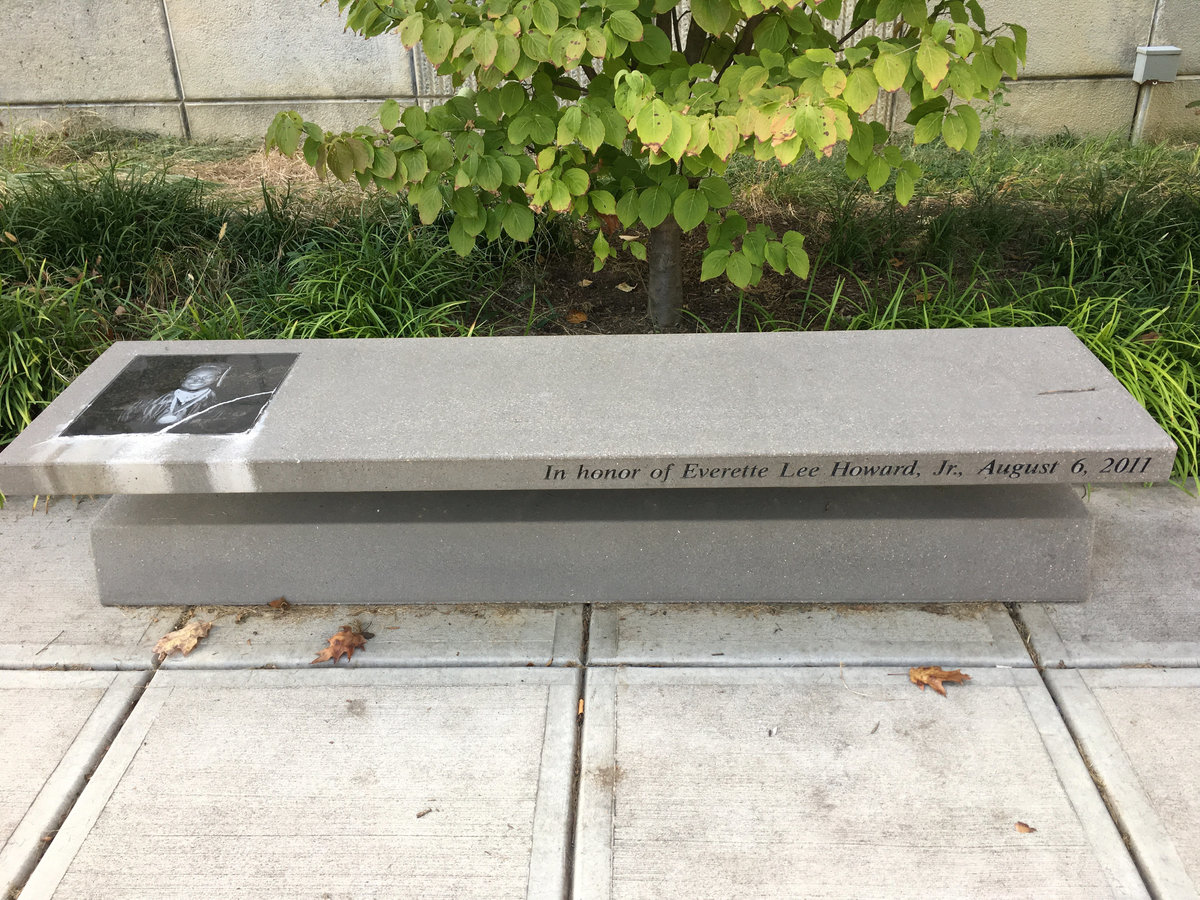 In honor of Everette Lee Howard, Jr., August 6, 2011